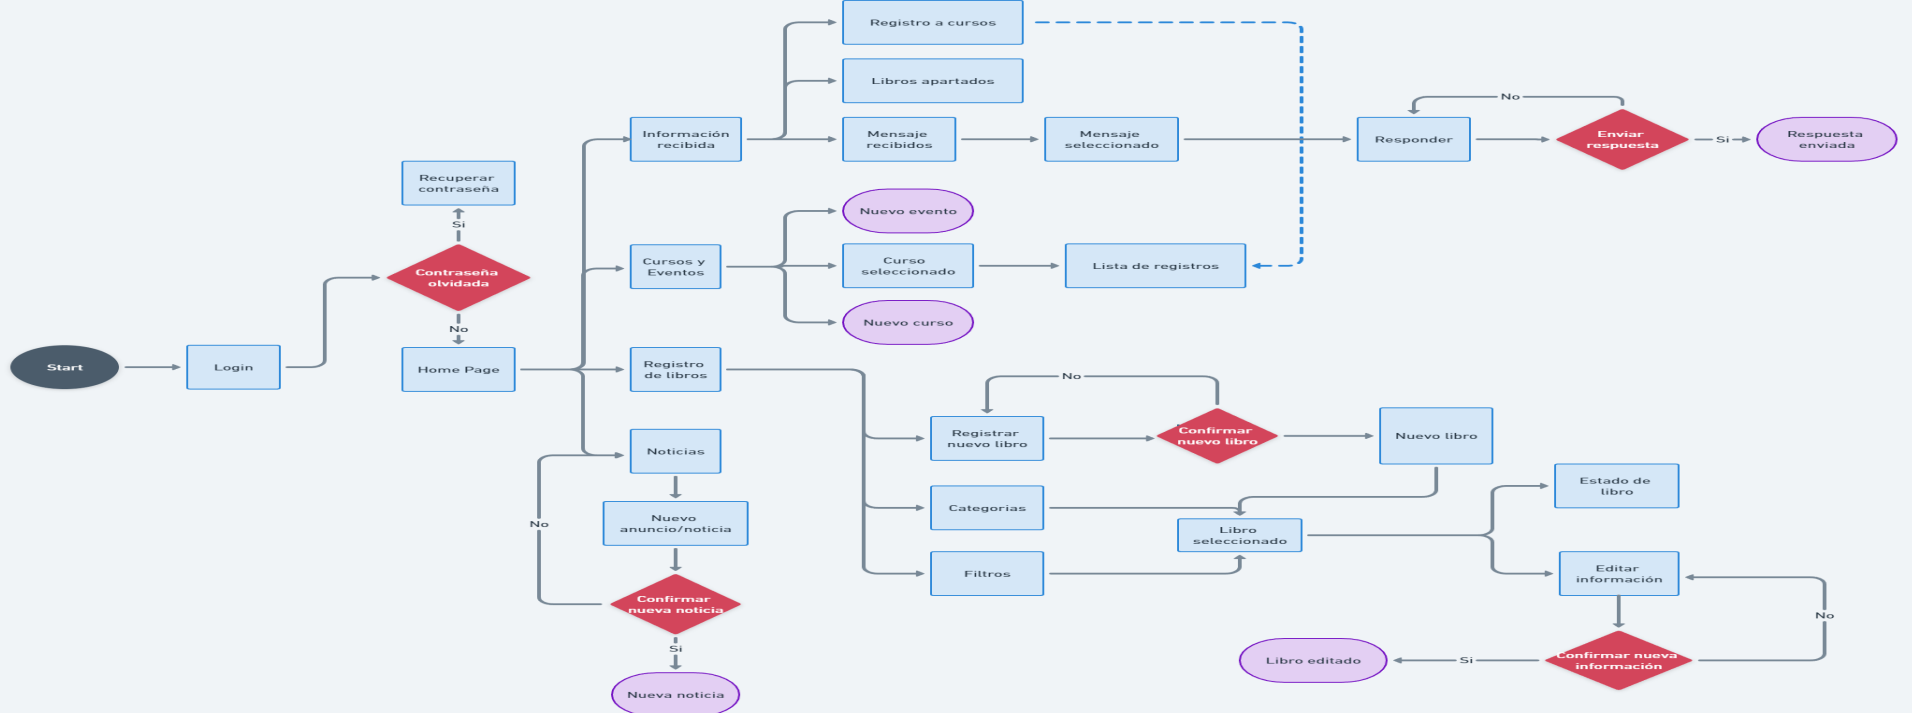 Registro a cursos
Libros apartados
Información
recibida
Mensaje
recibidos
Mensaje
seleccionado
Responder
No
Enviar
respuesta
Si
Respuesta
enviada
Recuperar
contraseña
Si
Contraseña
olvidada
No
Nuevo evento
Cursos y
Eventos
Curso
seleccionado
Lista de registros
Nuevo curso
Start
Login
Home Page
Registro
de libros
No
Registrar
nuevo libro
Confirmar
nuevo libro
Nuevo libro
Noticias
Nuevo
anuncio/noticia
No
Confirmar
nueva noticia
Si
Nueva noticia
Categorias
Libro
seleccionado
Filtros
Estado de
libro
Editar
información
No
Confirmar nueva
información
Si
Libro editado